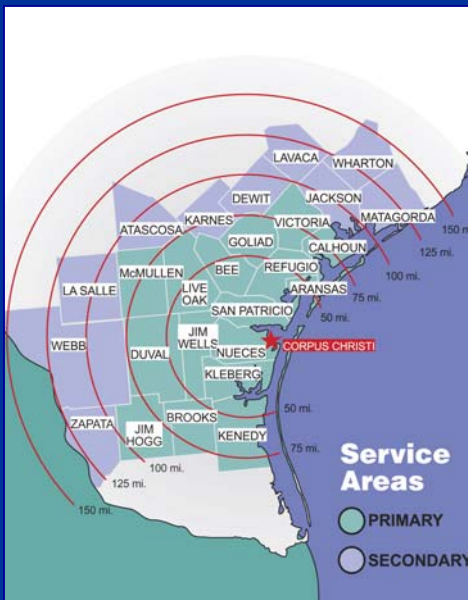 LAVACA
WHARTON
DEWIT
JACKSON
KARNES
MATAGORDA
VICTORIA
ATASCOSA
150 mi.
GOLIAD
CALHOUN
125 mi.
McMULLEN
BEE
REFUGIO
100 mi.
LA SALLE
LIVE
OAK
ARANSAS
75 mi.
50 mi.
SAN PATRICIO
WEBB
DUVAL
JIM
WELLS
NUECES
CORPUS CHRISTI
KLEBERG
ZAPATA
JIM
HOGG
BROOKS
KENEDY
50 mi.
75 mi.
100 mi.
125 mi.
150 mi.
Service
Areas
PRIMARY
SECONDARY